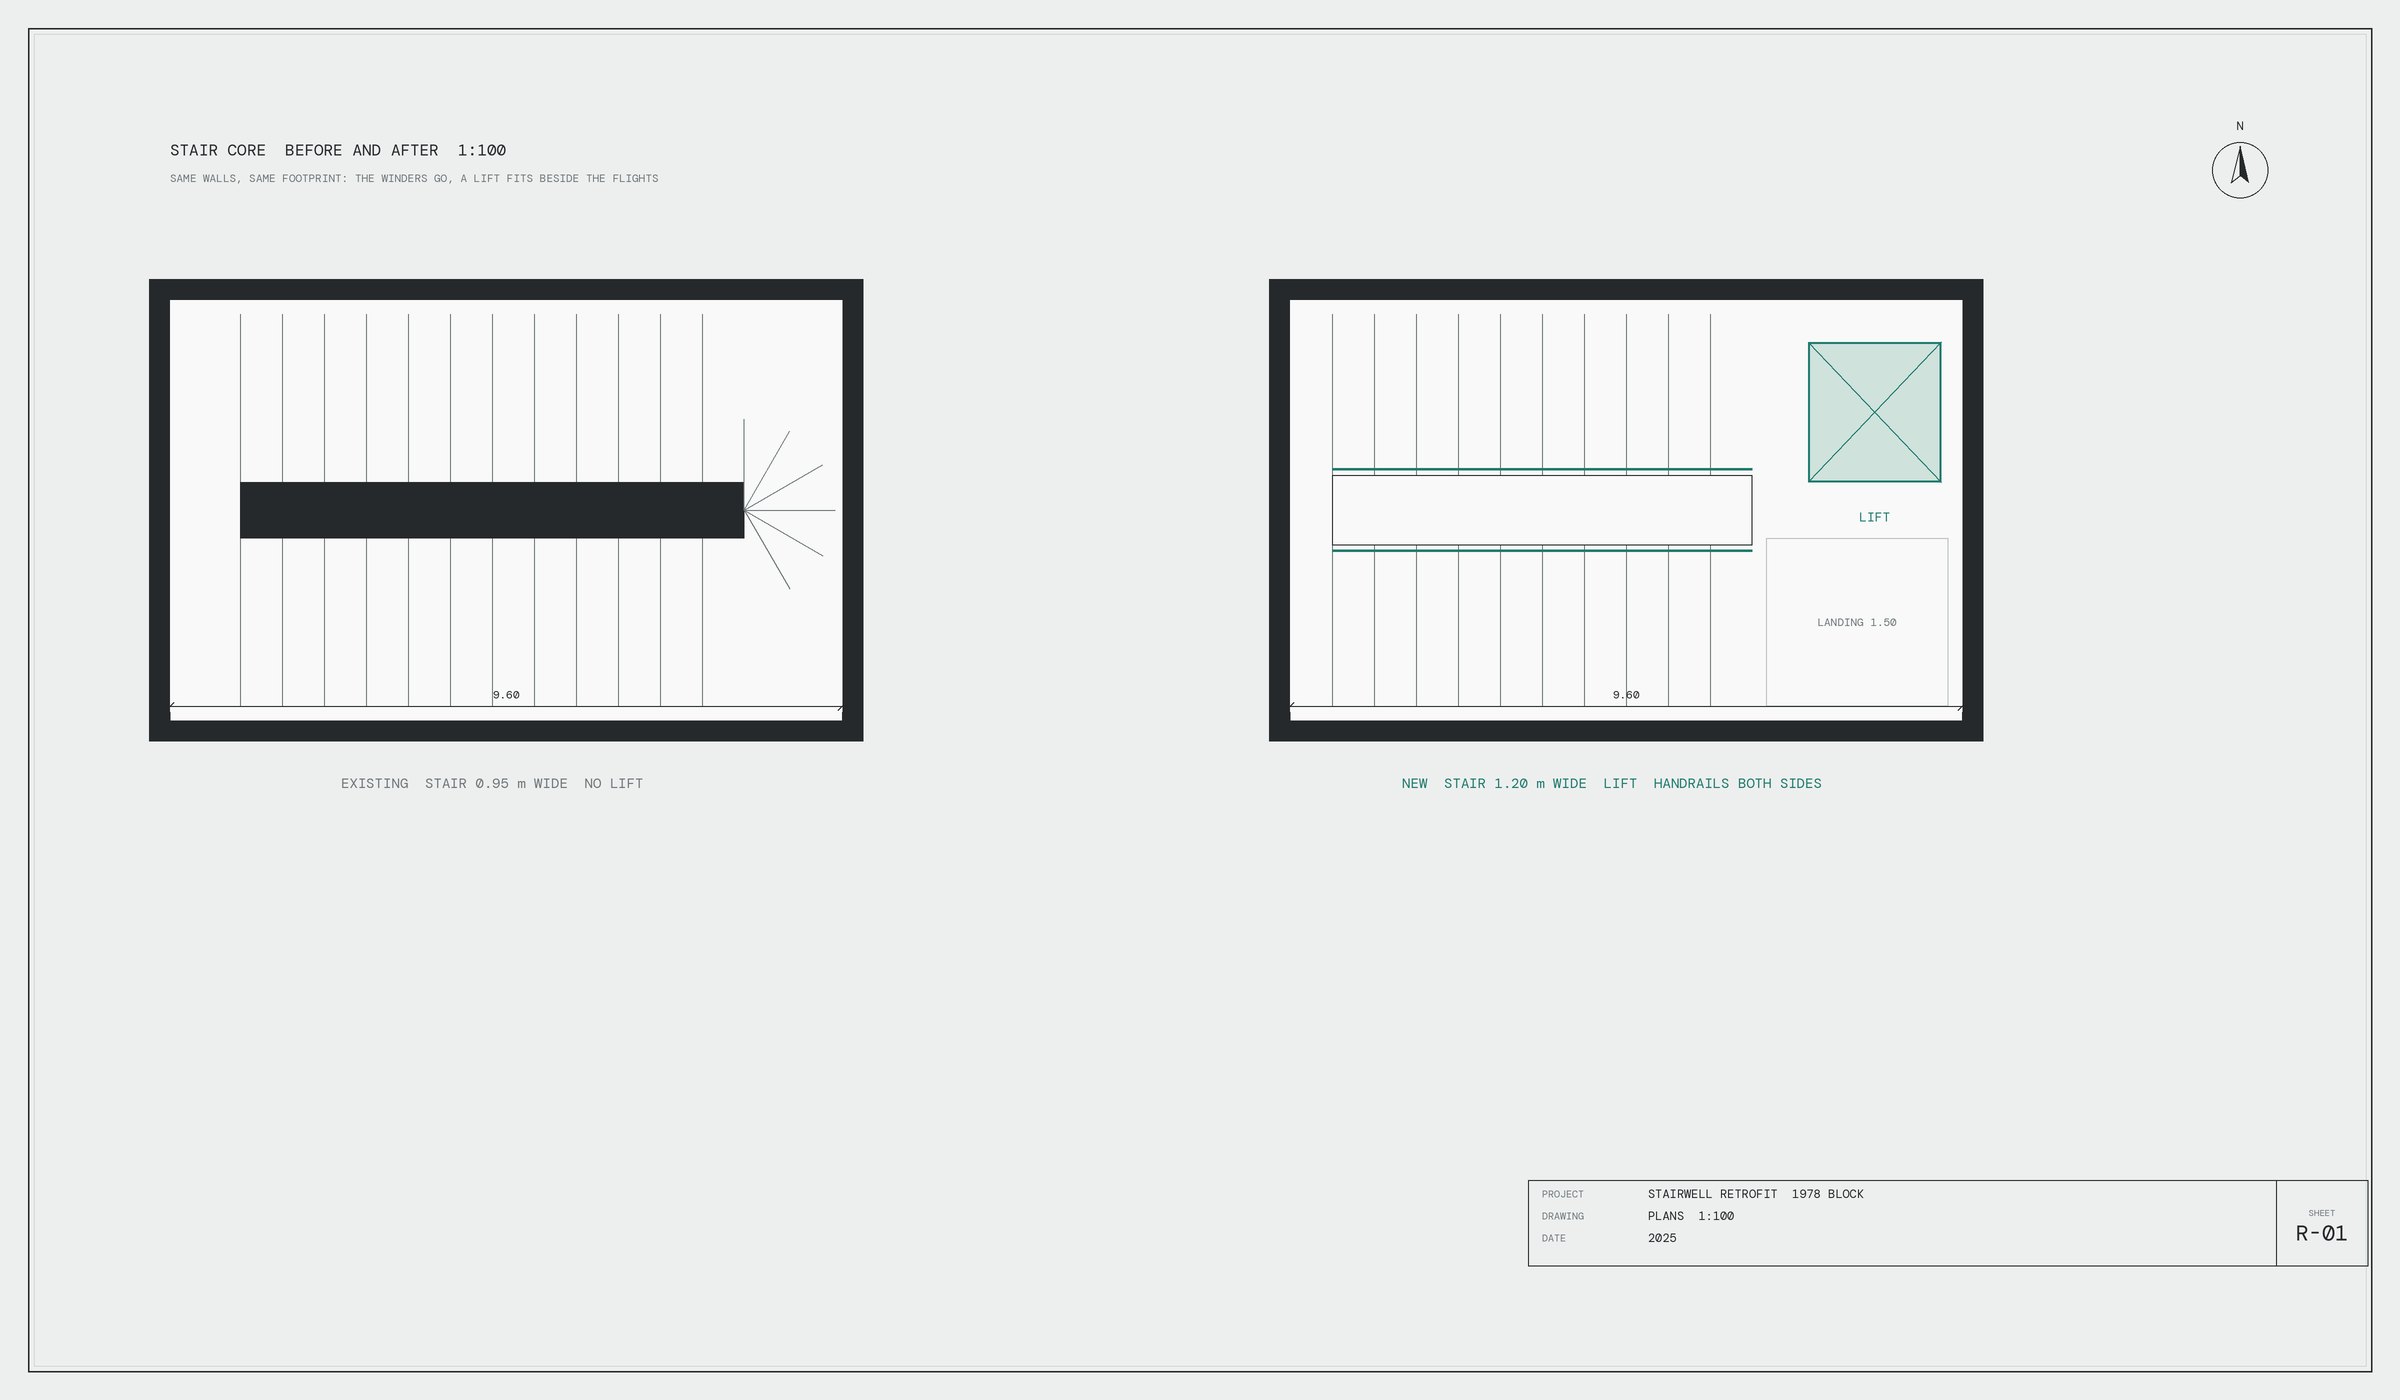 N
STAIR CORE  BEFORE AND AFTER  1:100
SAME WALLS, SAME FOOTPRINT: THE WINDERS GO, A LIFT FITS BESIDE THE FLIGHTS
LIFT
LANDING 1.50
9.60
9.60
EXISTING  STAIR 0.95 m WIDE  NO LIFT
NEW  STAIR 1.20 m WIDE  LIFT  HANDRAILS BOTH SIDES
PROJECT STAIRWELL RETROFIT  1978 BLOCK
DRAWING PLANS  1:100
DATE 2025
SHEET
R-01